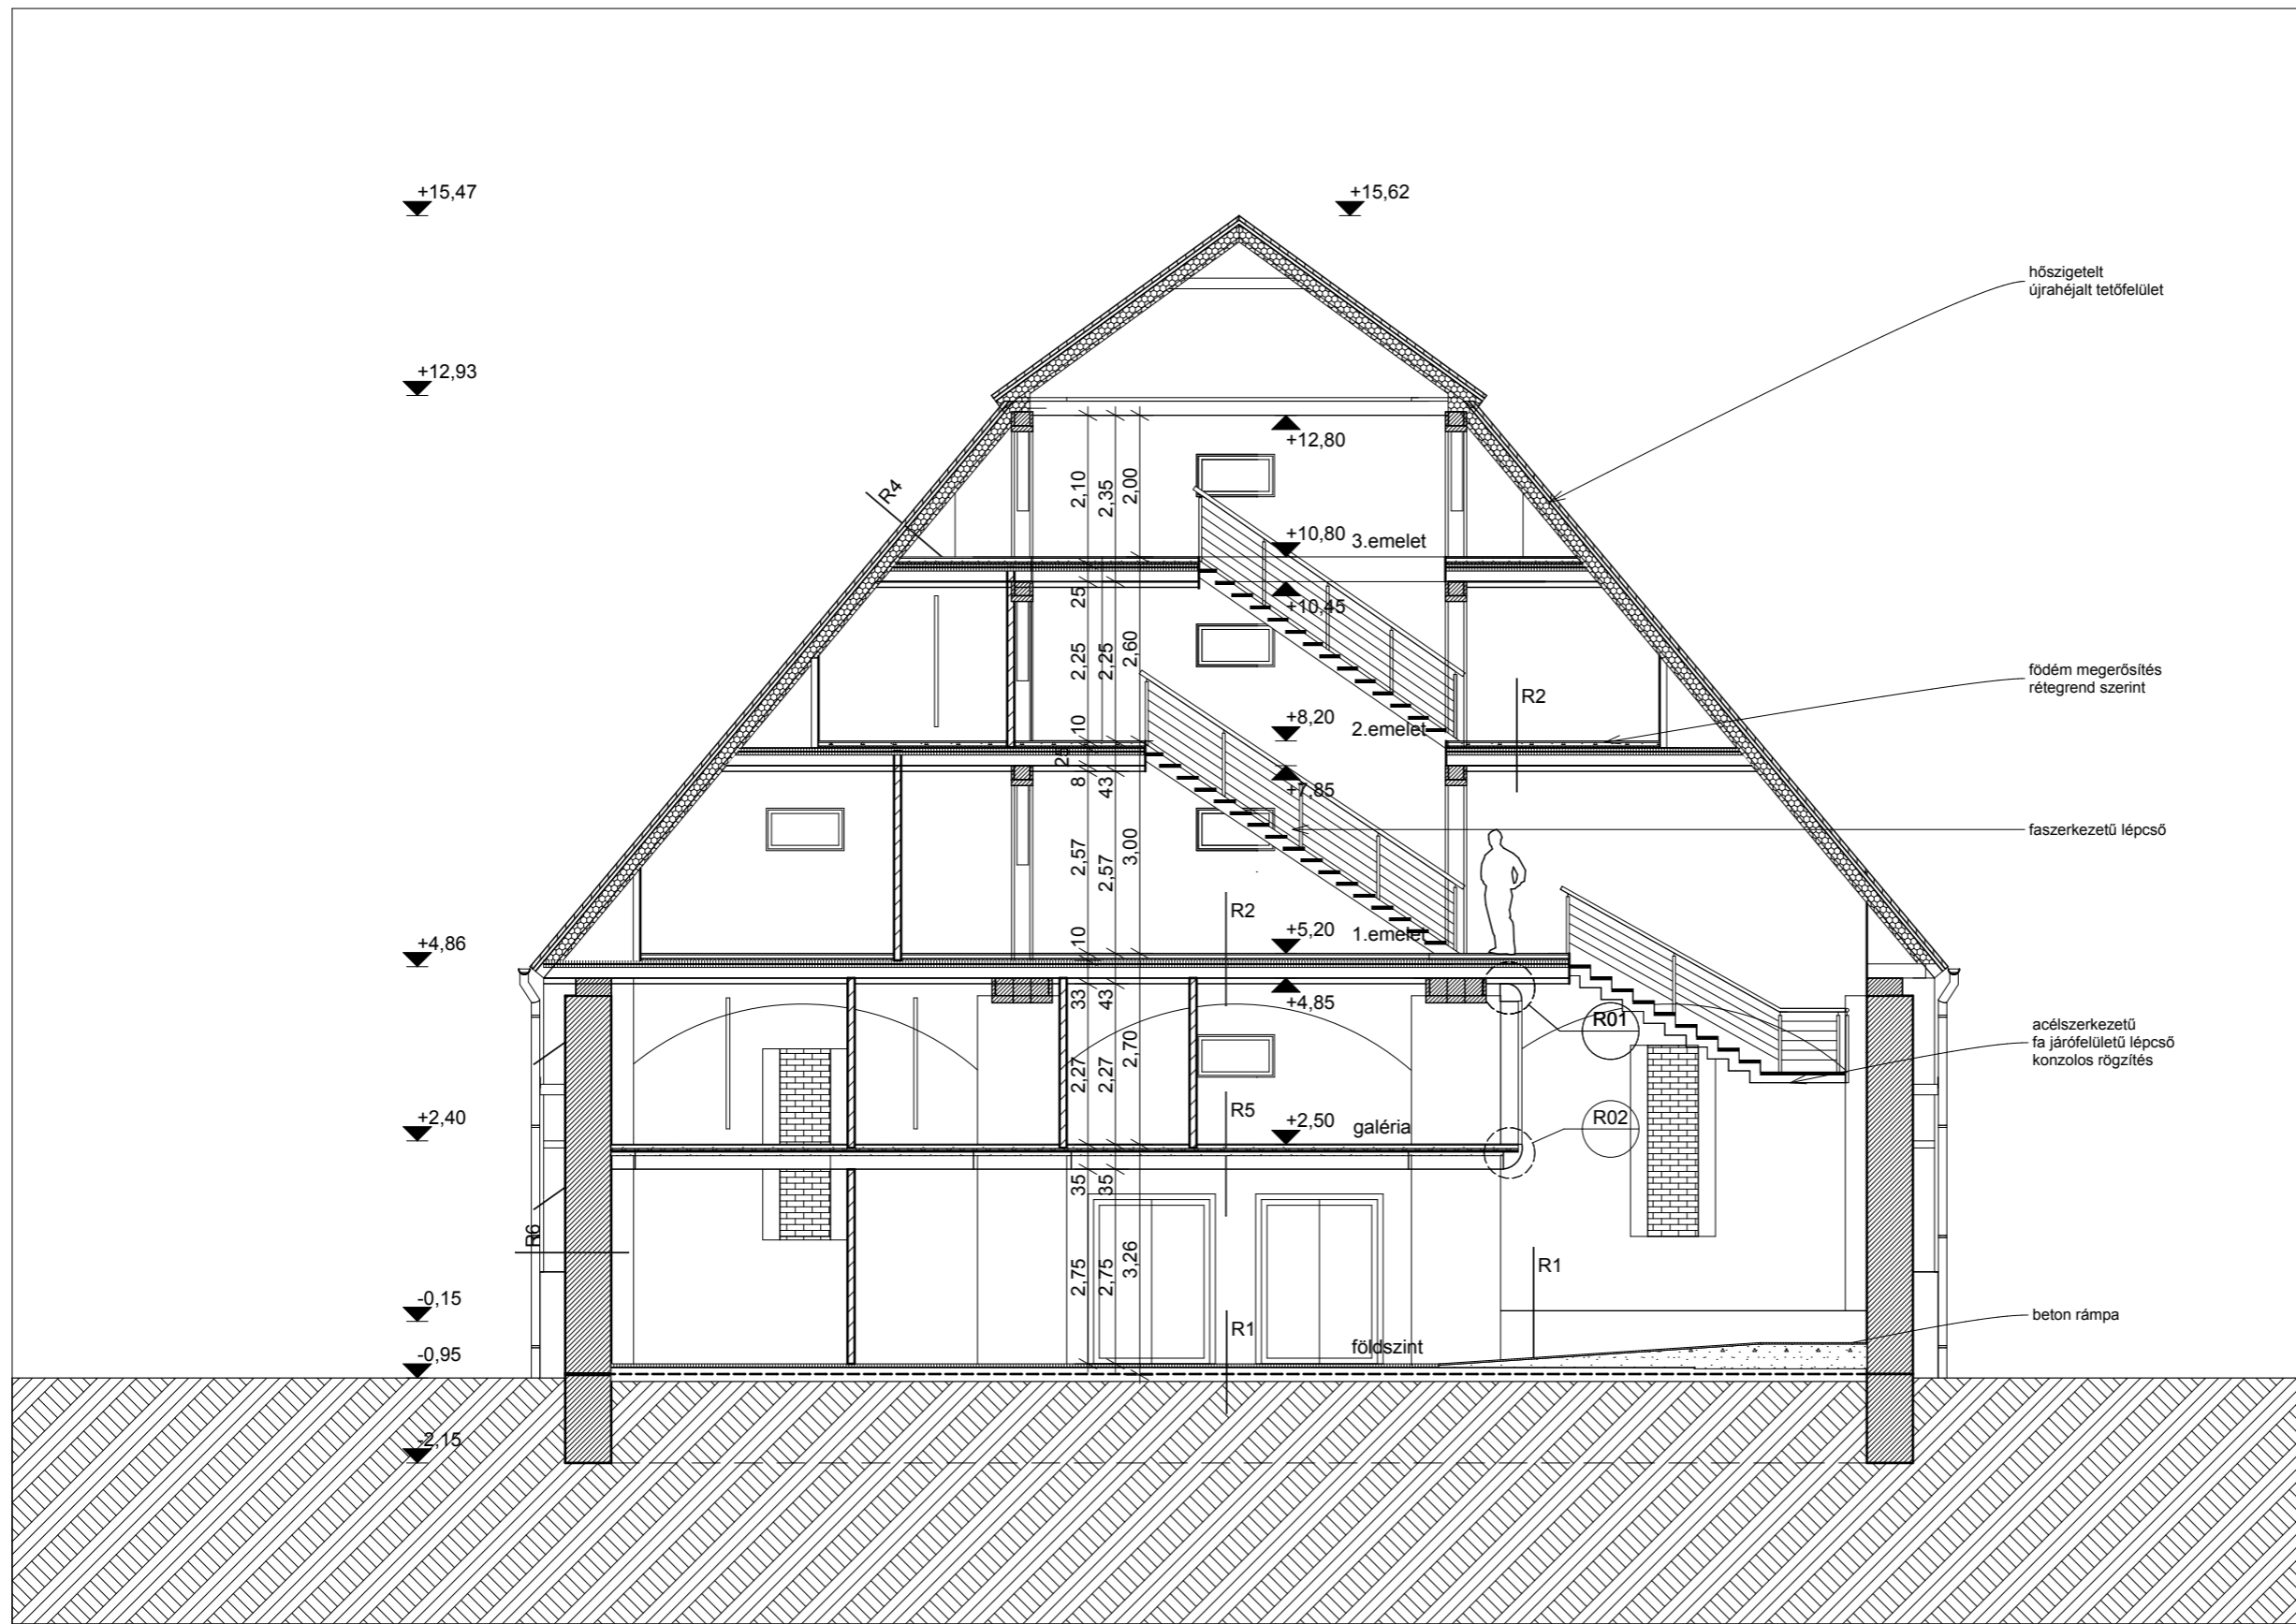 +15,47
+15,62
hőszigetelt
újrahéjalt tetőfelület
+12,93
+12,80
2,10
2,35
2,00
R4
+10,80
3.emelet
25
+10,45
2,25
2,25
2,60
födém megerősítés
rétegrend szerint
R2
10
+8,20
2.emelet
25
8
43
+7,85
faszerkezetű lépcső
2,57
2,57
3,00
R2
+4,86
10
+5,20
1.emelet
33
43
+4,85
R01
acélszerkezetű
fa járófelületű lépcső
konzolos rögzítés
2,27
2,27
2,70
R5
+2,40
+2,50
galéria
R02
35
35
R6
2,75
2,75
3,26
R1
-0,15
R1
beton rámpa
-0,95
földszint
-2,15